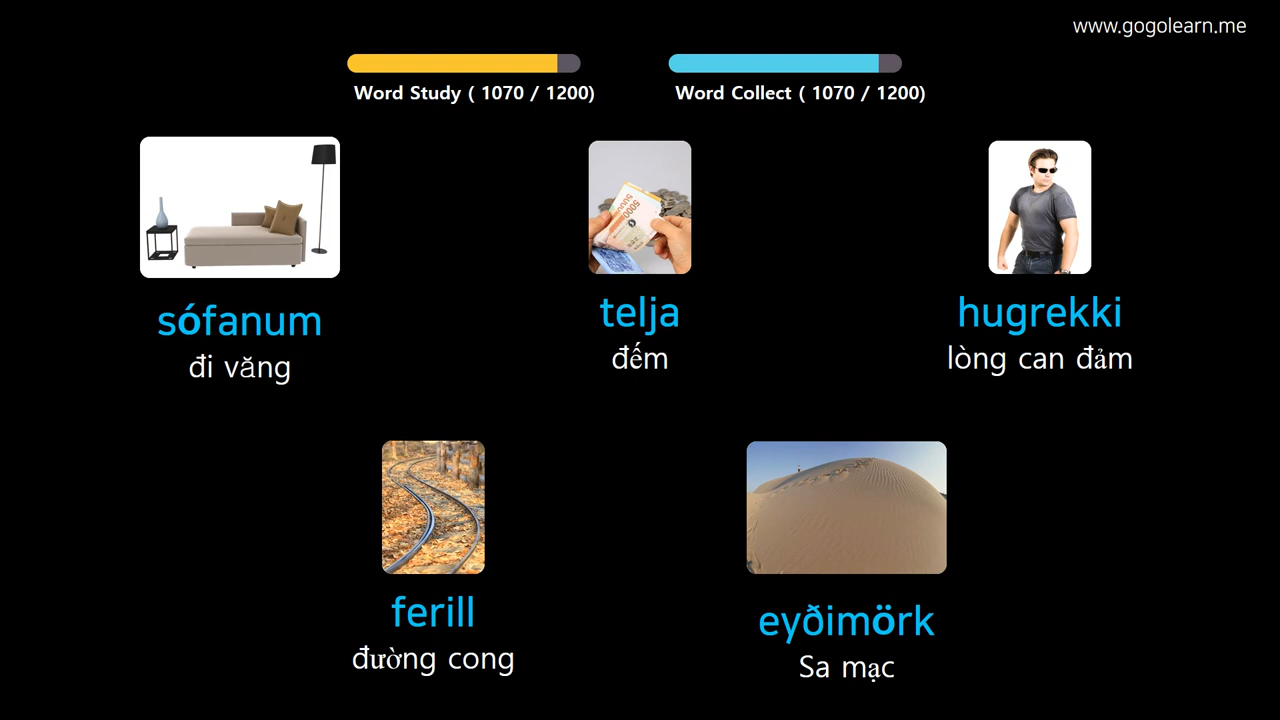 www.gogolearn.me
Word Study ( 1070 / 1200)
Word Collect ( 1070 / 1200)
sófanum
đi văng
telja
đếm
hugrekki
lòng can đảm
ferill
đường cong
eyðimörk
Sa mạc